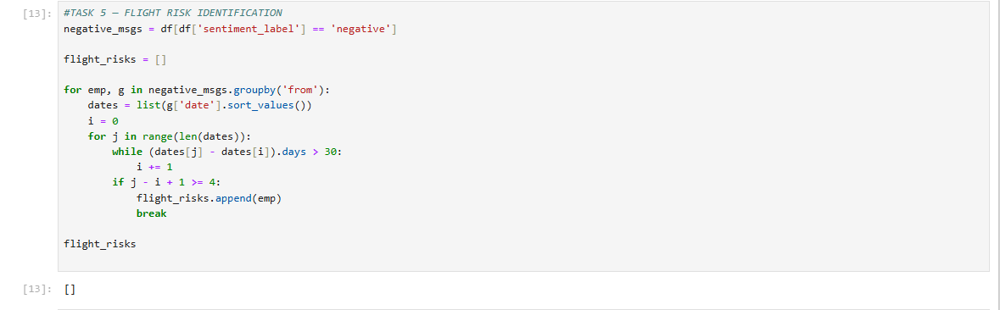 [13]: #TASK 5 — FLIGHT RISK IDENTIFICATION
negative_msgs = df[df['sentiment_label'] == 'negative']
flight_risks = []
for emp, g in negative_msgs.groupby('from'):
    dates = list(g['date'].sort_values())
    i = 0
    for j in range(len(dates)):
        while (dates[j] - dates[i]).days > 30:
            i += 1
        if j - i + 1 >= 4:
            flight_risks.append(emp)
            break
flight_risks
[13]: []